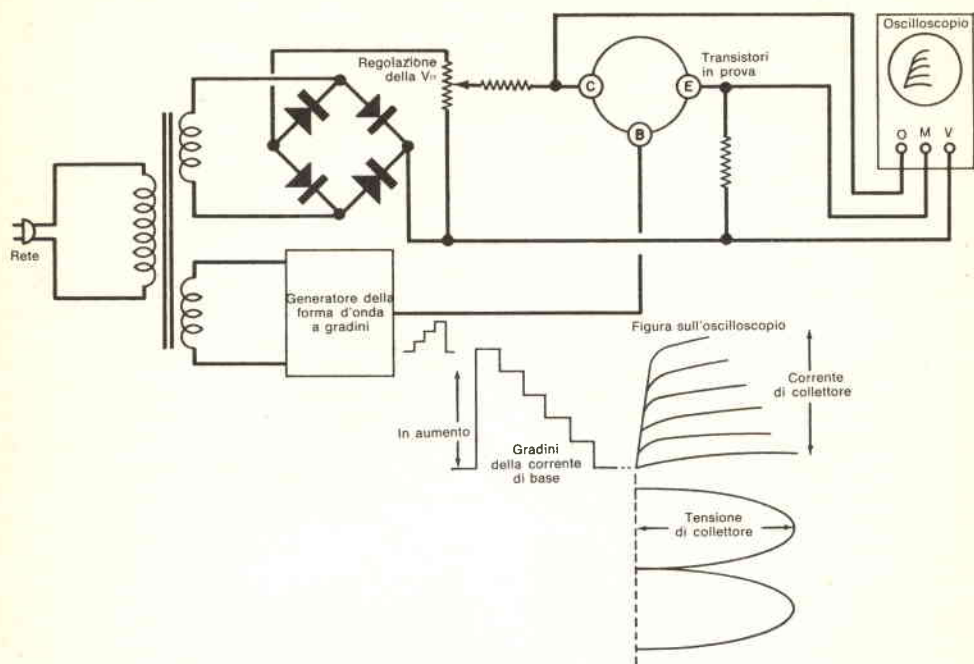 Oscilloscopio
Regolazione
della V
Transistori
in prova
C
E
B
O M V
Rete
Generatore della
forma d'onda
a gradini
Figura sull'oscilloscopio
Corrente
di collettore
In aumento
Gradini
della corrente
di base
Tensione
di collettore